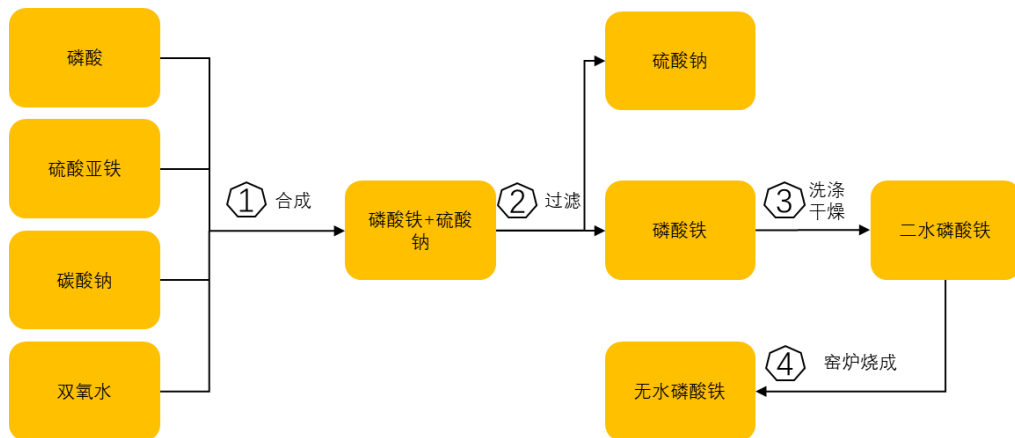 磷酸
硫酸亚铁
碳酸钠
双氧水
1 合成
磷酸铁+硫酸
钠
2 过滤
硫酸钠
磷酸铁
3 洗涤
干燥
二水磷酸铁
4 窑炉烧成
无水磷酸铁